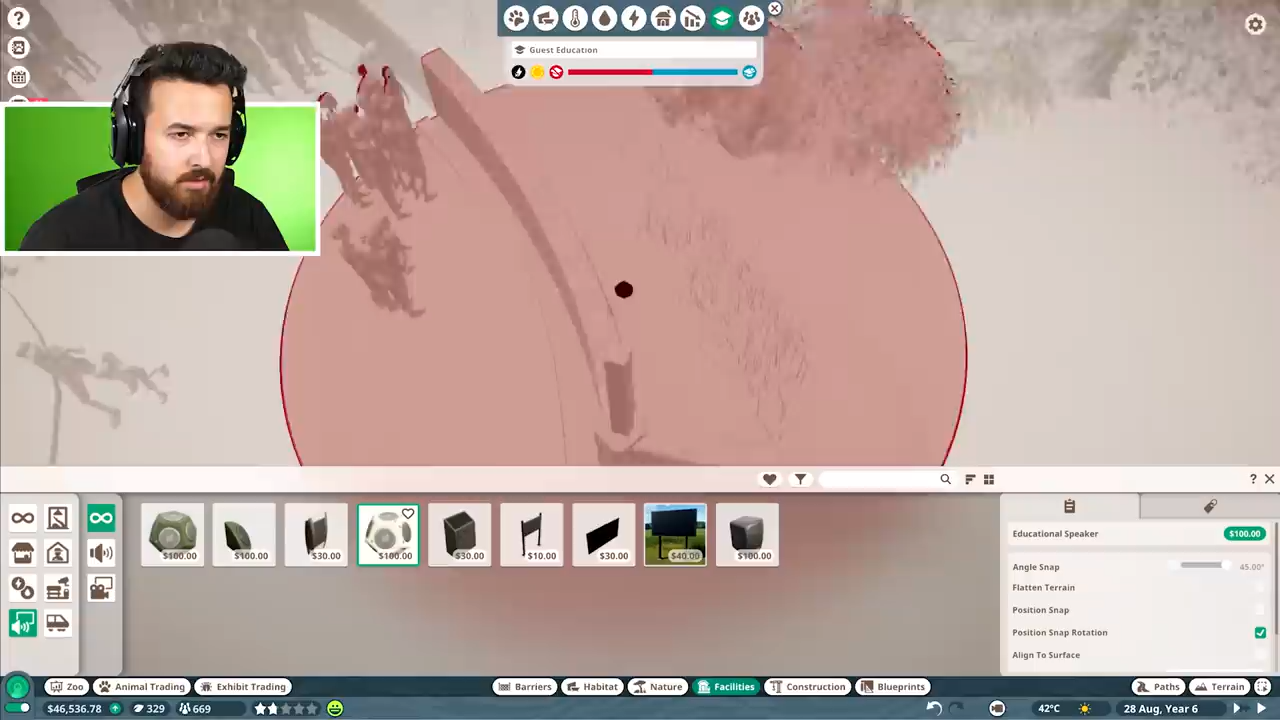 Guest Education
$100.00
$100.00
$30.00
$100.00
$30.00
$10.00
$30.00
$40.00
$100.00
Educational Speaker
$100.00
Angle Snap
45.00°
Flatten Terrain
Position Snap
Position Snap Rotation
Align To Surface
Zoo
Animal Trading
Exhibit Trading
Barriers
Habitat
Nature
Facilities
Construction
Blueprints
Paths
Terrain
$46,536.78
329
669
42°C
28 Aug, Year 6